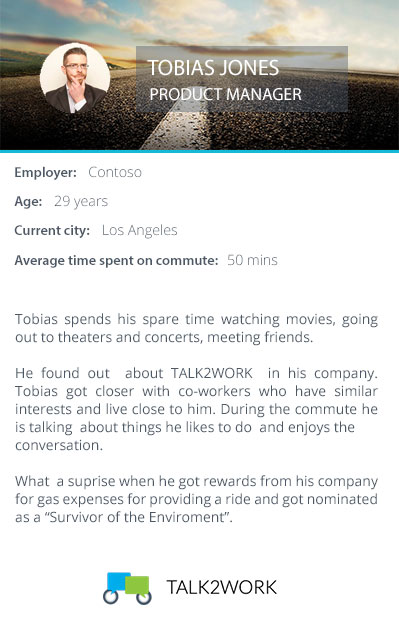 TOBIAS JONES
PRODUCT MANAGER
Employer: Contoso
Age: 29 years
Current city: Los Angeles
Average time spent on commute: 50 mins
Tobias spends his spare time watching movies, going
out to theaters and concerts, meeting friends.
He found out about TALK2WORK in his company.
Tobias got closer with co-workers who have similar
interests and live close to him. During the commute he
is talking about things he likes to do and enjoys the
conversation.
What a suprise when he got rewards from his company
for gas expenses for providing a ride and got nominated
as a “Survivor of the Enviroment”.
TALK2WORK